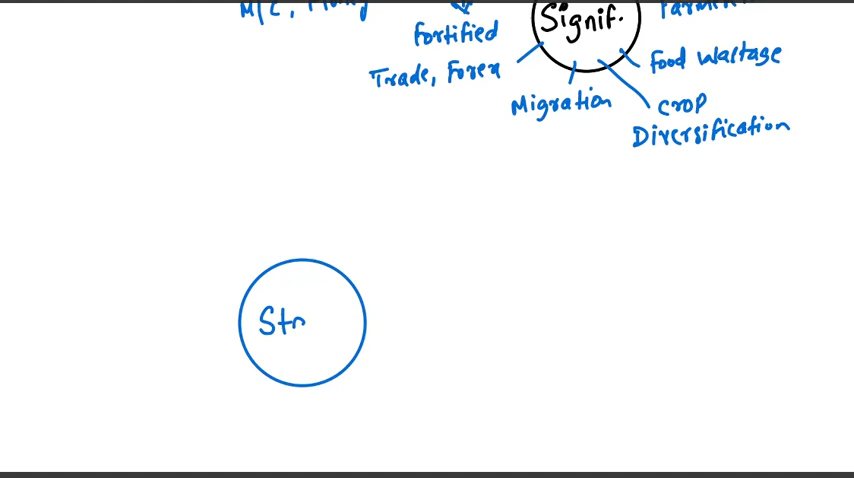 M/C,
Signif.
Fortified
Food Wastage
Trade, Forex
Migration
Crop
Diversification
Str